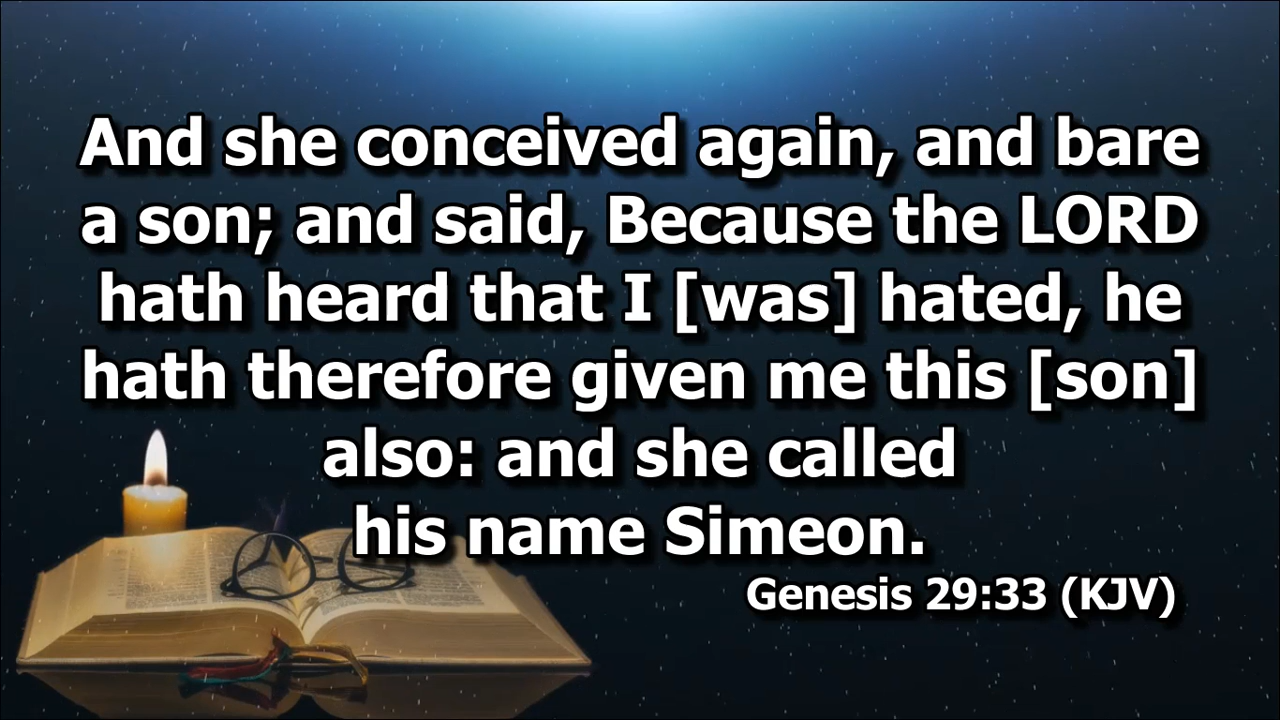 And she conceived again, and bare
a son; and said, Because the LORD
hath heard that I [was] hated, he
hath therefore given me this [son]
also: and she called
his name Simeon.
Genesis 29:33 (KJV)